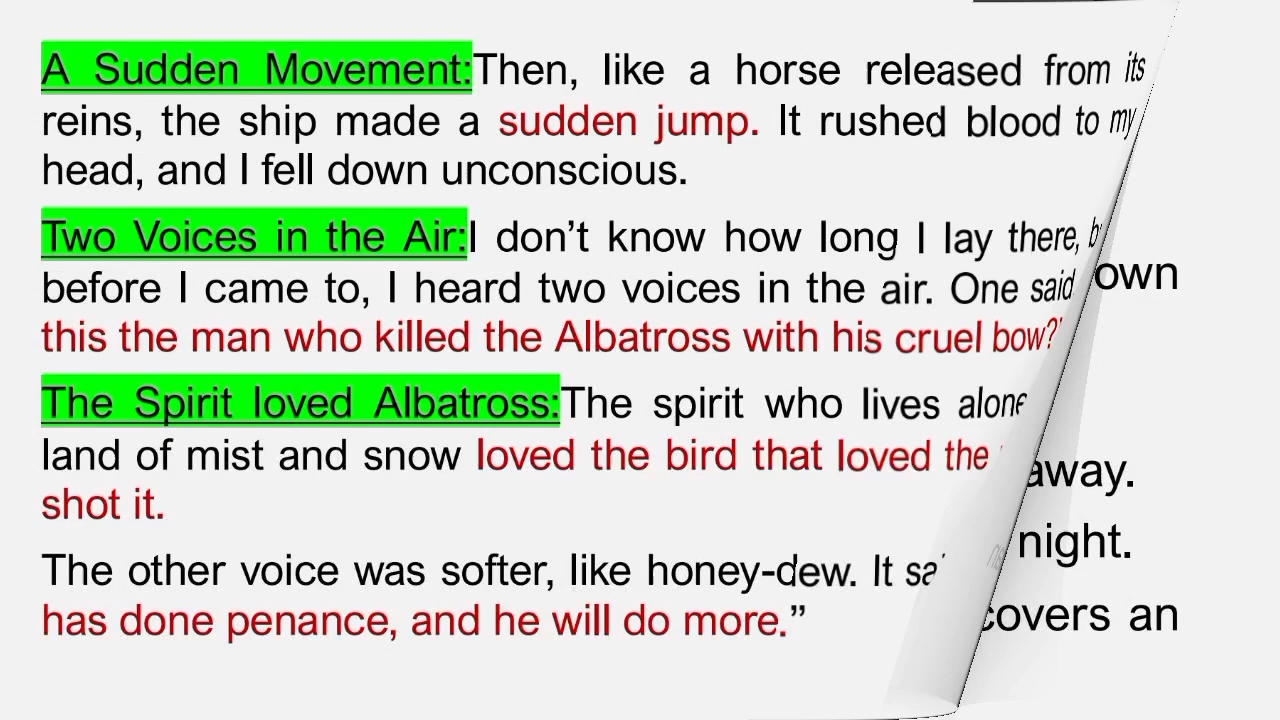 A Sudden Movement:Then, like a horse released from its
reins, the ship made a sudden jump. It rushed blood to my
head, and I fell down unconscious.
Two Voices in the Air:I don’t know how long I lay there,
before I came to, I heard two voices in the air. One said
own
this the man who killed the Albatross with his cruel bow?
The Spirit loved Albatross:The spirit who lives alone
land of mist and snow loved the bird that loved the
away.
shot it.
night.
The other voice was softer, like honey-dew. It
has done penance, and he will do more.”
covers an